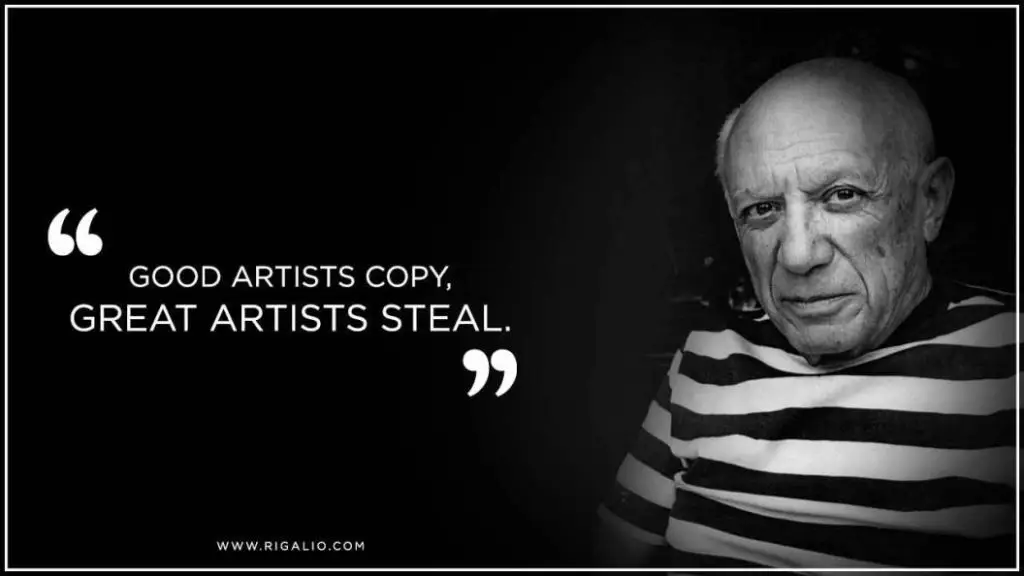 “
GOOD ARTISTS COPY,
GREAT ARTISTS STEAL.
”
WWW.RIGALIO.COM